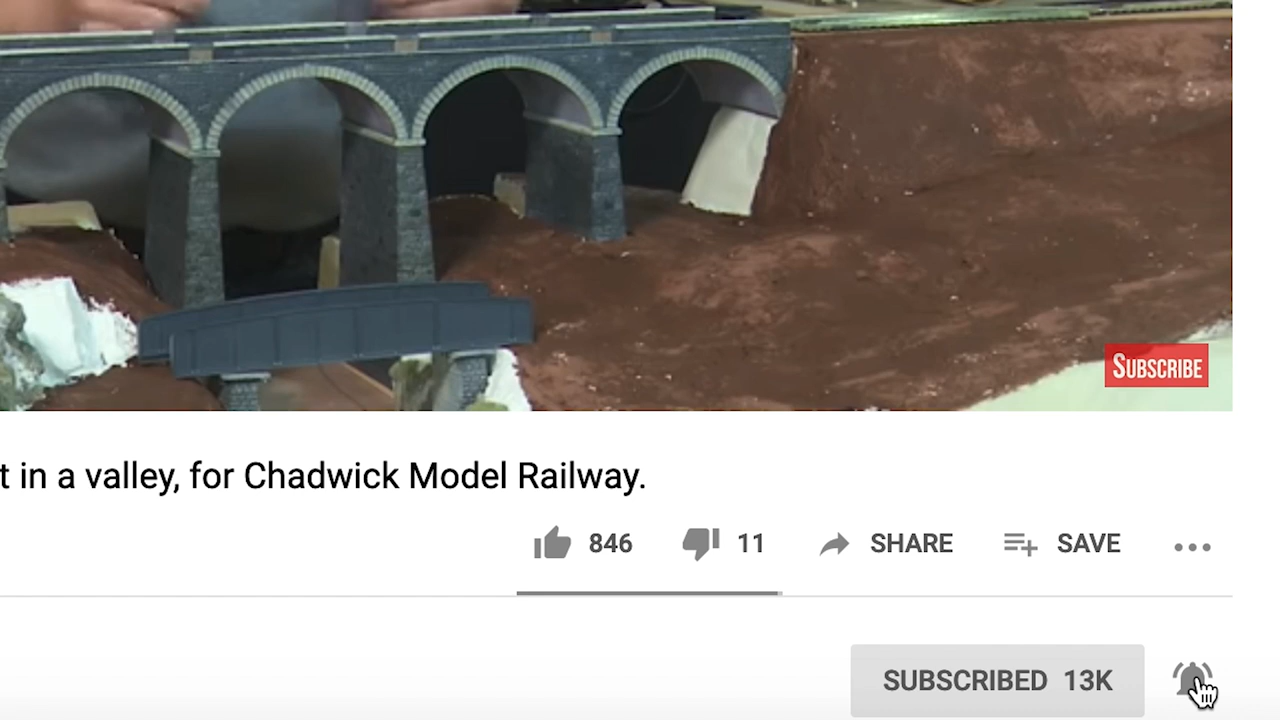 SUBSCRIBE
t in a valley, for Chadwick Model Railway.
846 11 SHARE SAVE
SUBSCRIBED 13K